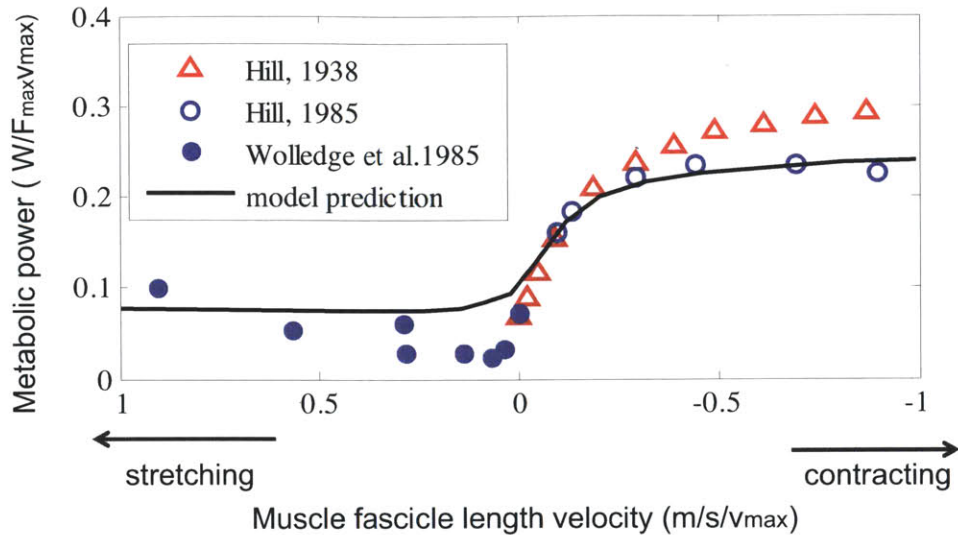 Metabolic power ( W/FmaxVmax)
0.4
0.3
0.2
0.1
0
Hill, 1938
Hill, 1985
Wolledge et al.1985
model prediction
1
0.5
0
-0.5
-1
stretching
contracting
Muscle fascicle length velocity (m/s/vmax)